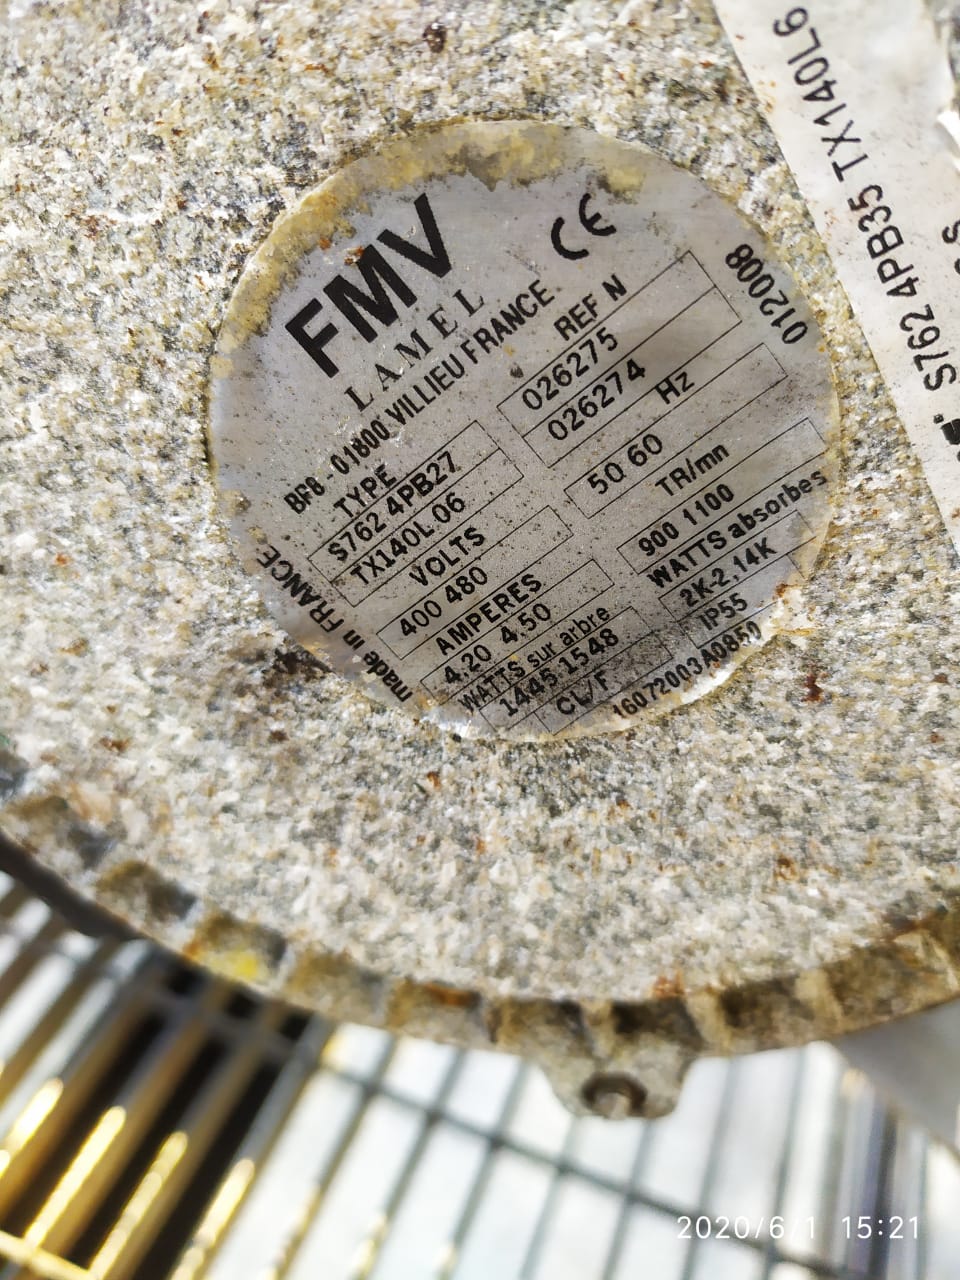 FMV
LAMEL
CE
BP8 - 01800 VILLIEU FRANCE
REF N
026275
026274
012008
TYPE
S762 4PB27
TX140L 06
Hz
50 60
VOLTS
400 480
TR/mn
900 1100
AMPERES
4,20 4,50
WATTS absorbes
2K-2,14K
WATTS sur arbre
1445.1548
IP55
CL/F
16072003A0850
made in FRANCE
S762 4PB35 TX140L6
2020/6/1 15:21